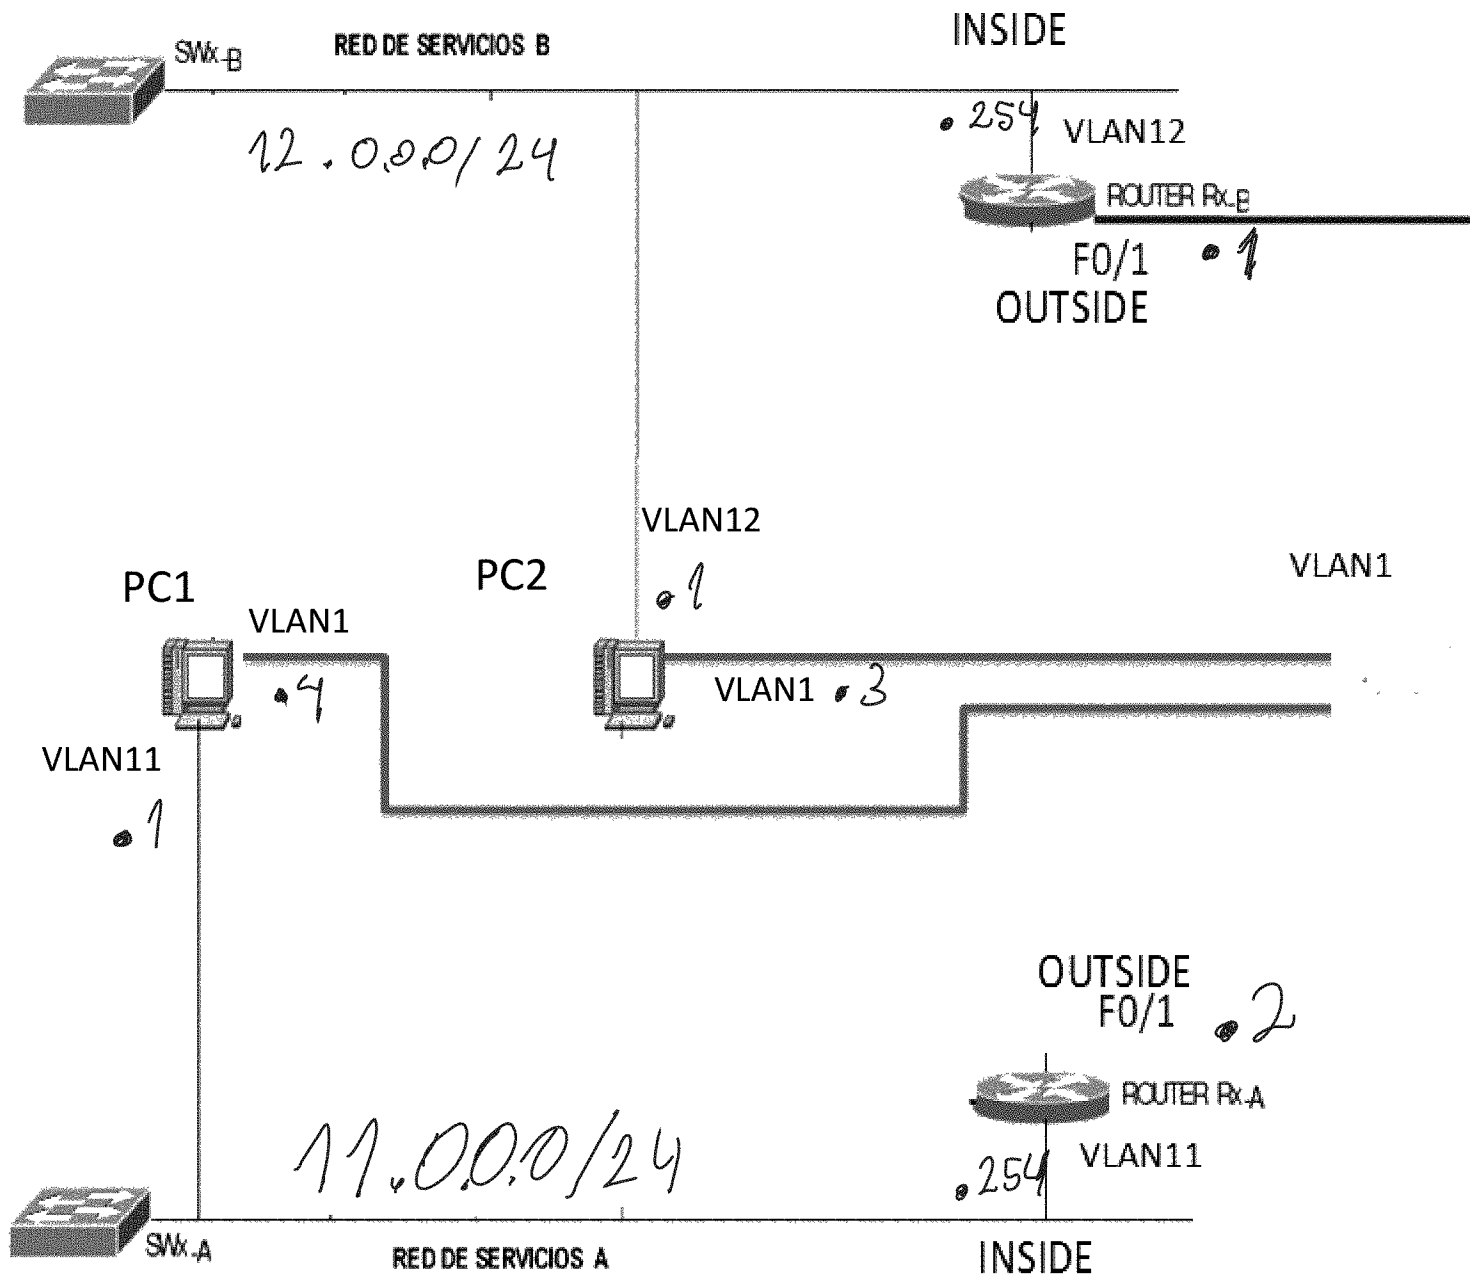 INSIDE
RED DE SERVICIOS B
SWx-B
.254
VLAN12
12.0.0.0/24
ROUTER Rx-B
F0/1 .1
OUTSIDE
VLAN12
PC1
PC2
.1
VLAN1
VLAN1
.4
VLAN1 .3
VLAN11
.1
OUTSIDE
F0/1 .2
ROUTER Rx-A
11.0.0.0/24
.254
VLAN11
SWx-A
RED DE SERVICIOS A
INSIDE